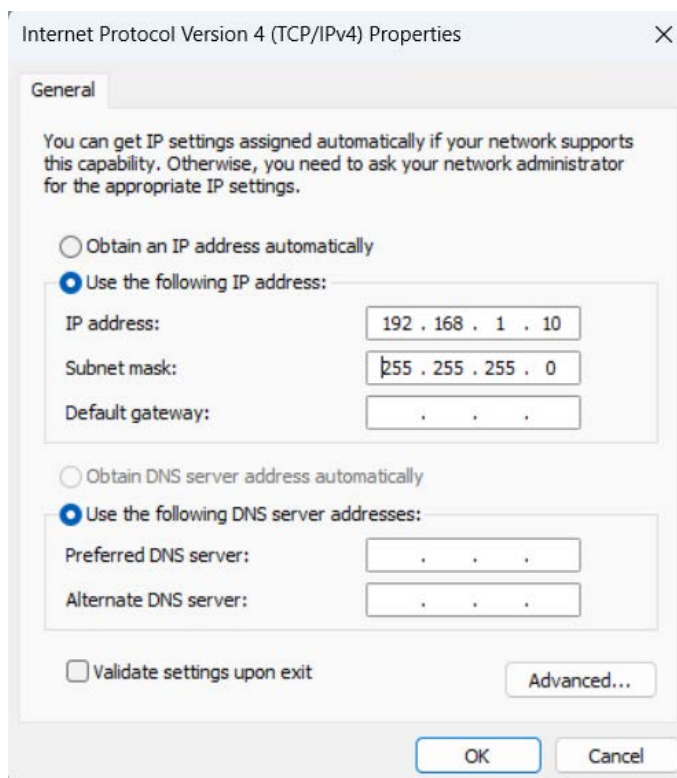 Internet Protocol Version 4 (TCP/IPv4) Properties
General
You can get IP settings assigned automatically if your network supports
this capability. Otherwise, you need to ask your network administrator
for the appropriate IP settings.
Obtain an IP address automatically
Use the following IP address:
IP address: 192 . 168 . 1 . 10
Subnet mask: 255 . 255 . 255 . 0
Default gateway: . . .
Obtain DNS server address automatically
Use the following DNS server addresses:
Preferred DNS server: . . .
Alternate DNS server: . . .
Validate settings upon exit
Advanced...
OK Cancel